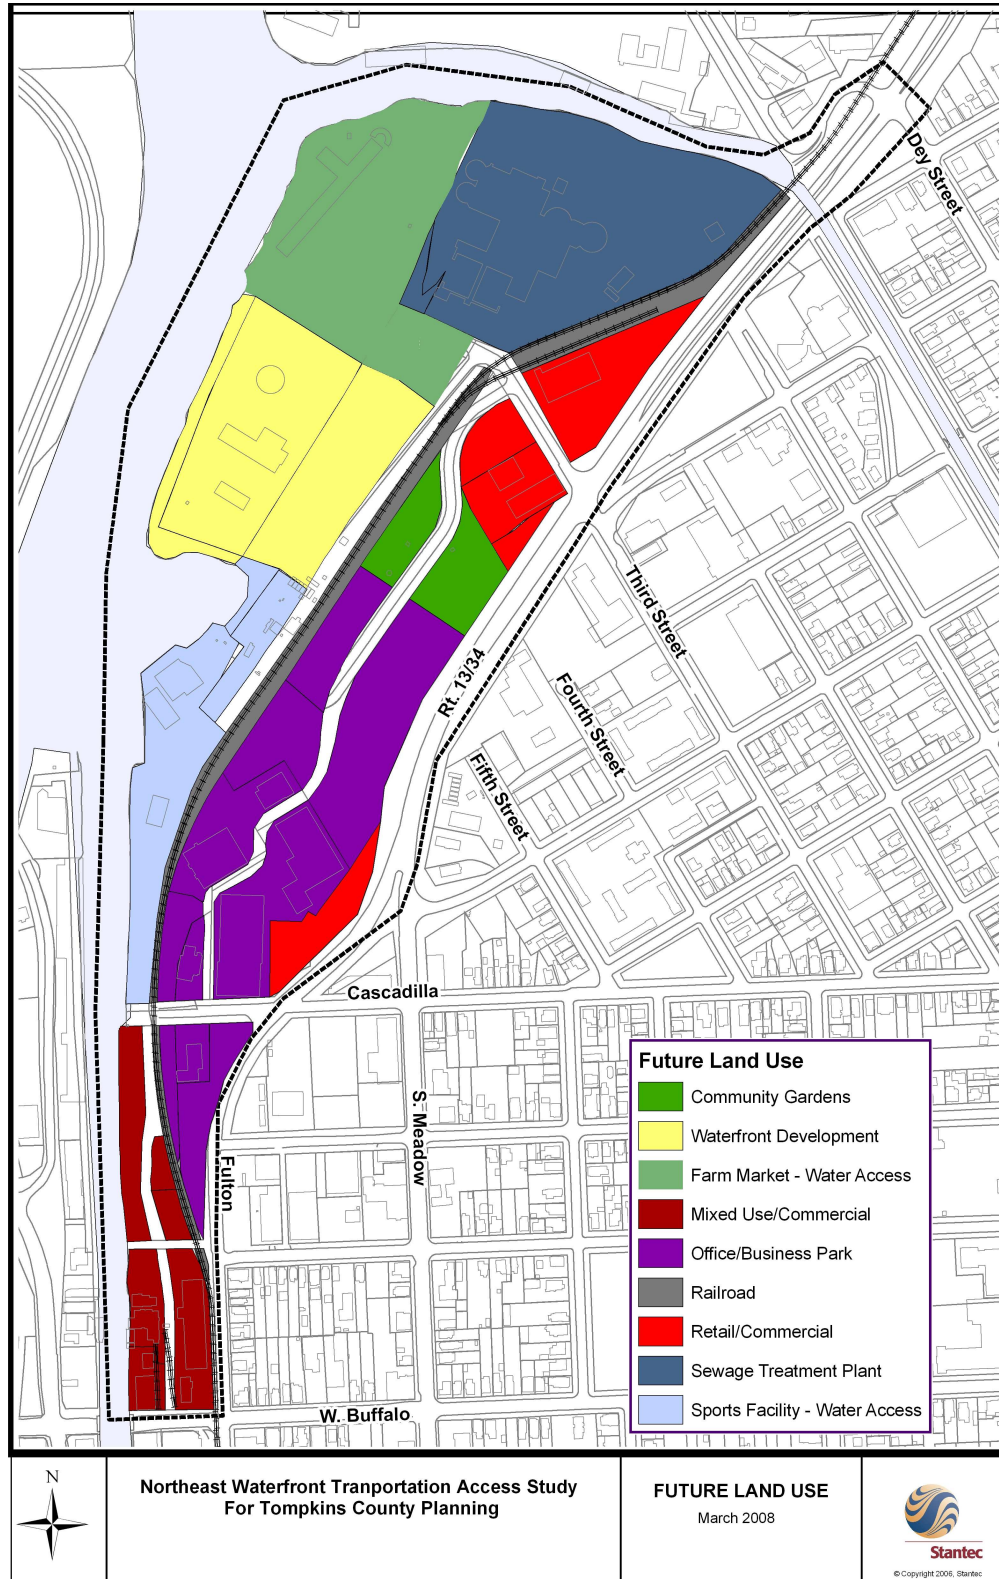 Dey Street
Third Street
Rt. 13/34
Fourth Street
Fifth Street
Cascadilla
S. Meadow
Fulton
W. Buffalo
Future Land Use
Community Gardens
Waterfront Development
Farm Market - Water Access
Mixed Use/Commercial
Office/Business Park
Railroad
Retail/Commercial
Sewage Treatment Plant
Sports Facility - Water Access
N
Northeast Waterfront Tranportation Access Study
For Tompkins County Planning
FUTURE LAND USE
March 2008
Stantec
© Copyright 2006, Stantec